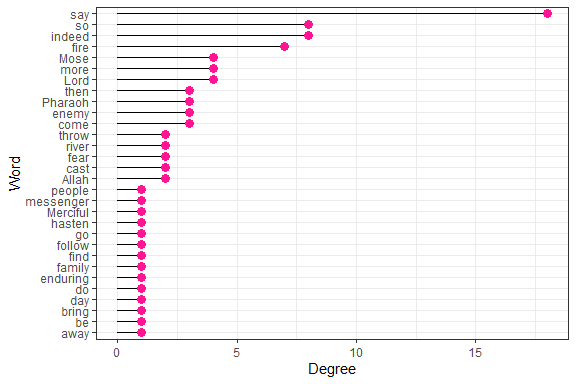 say
so
indeed
fire
Mose
more
Lord
then
Pharaoh
enemy
come
throw
river
fear
cast
Allah
people
messenger
Merciful
hasten
go
follow
find
family
enduring
do
day
bring
be
away
Word
0 5 10 15
Degree